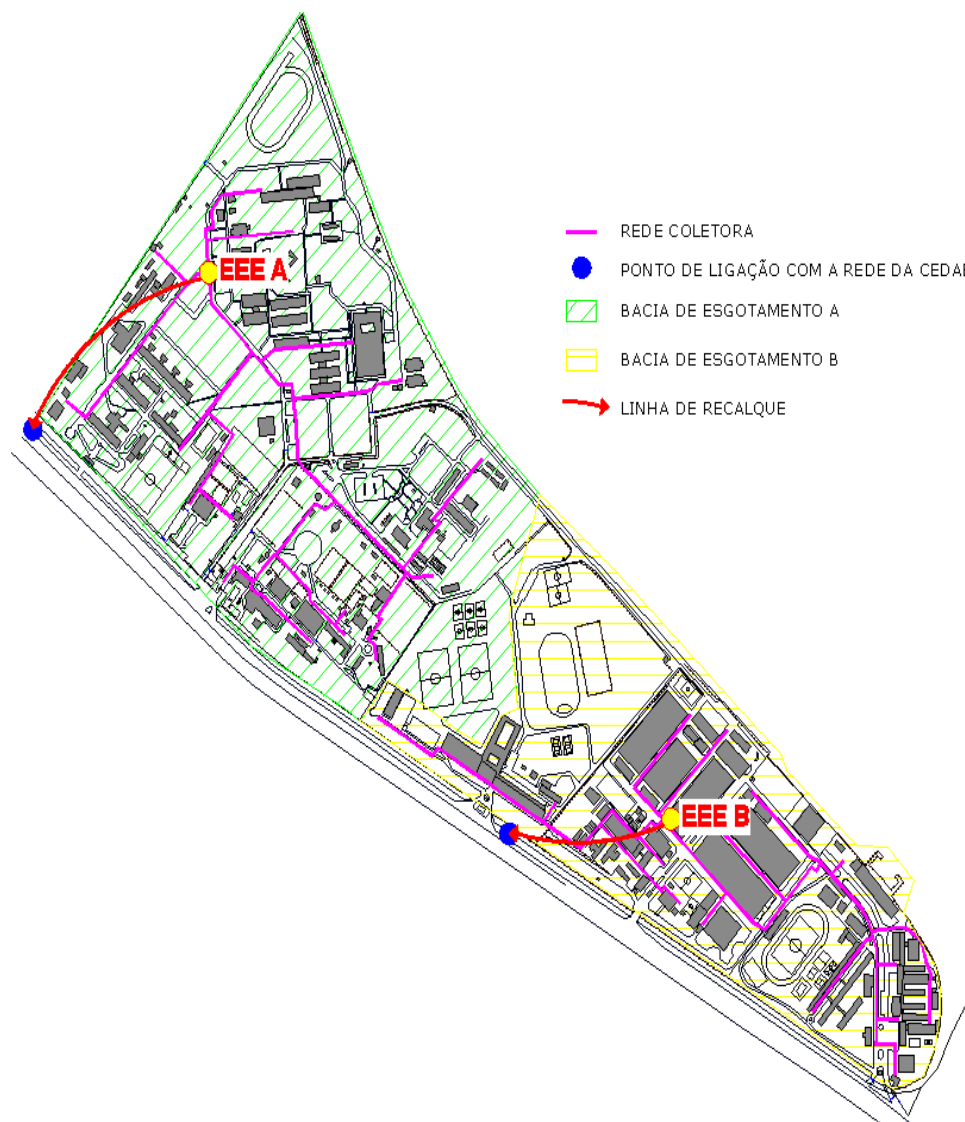 EEE A
REDE COLETORA
PONTO DE LIGAÇÃO COM A REDE DA CEDAE
BACIA DE ESGOTAMENTO A
BACIA DE ESGOTAMENTO B
LINHA DE RECALQUE
EEE B